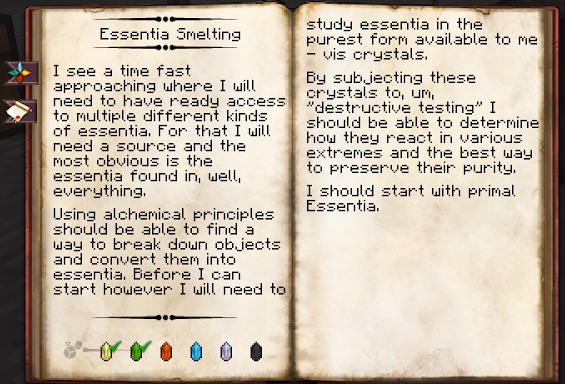 Essentia Smelting
I see a time fast
approaching where I will
need to have ready access
to multiple different kinds
of essentia. For that I will
need a source and the
most obvious is the
essentia found in, well,
everything.
Using alchemical principles
should be able to find a
way to break down objects
and convert them into
essentia. Before I can
start however I will need to
study essentia in the
purest form available to me
- vis crystals.
By subjecting these
crystals to, um,
"destructive testing" I
should be able to determine
how they react in various
extremes and the best way
to preserve their purity.
I should start with primal
Essentia.